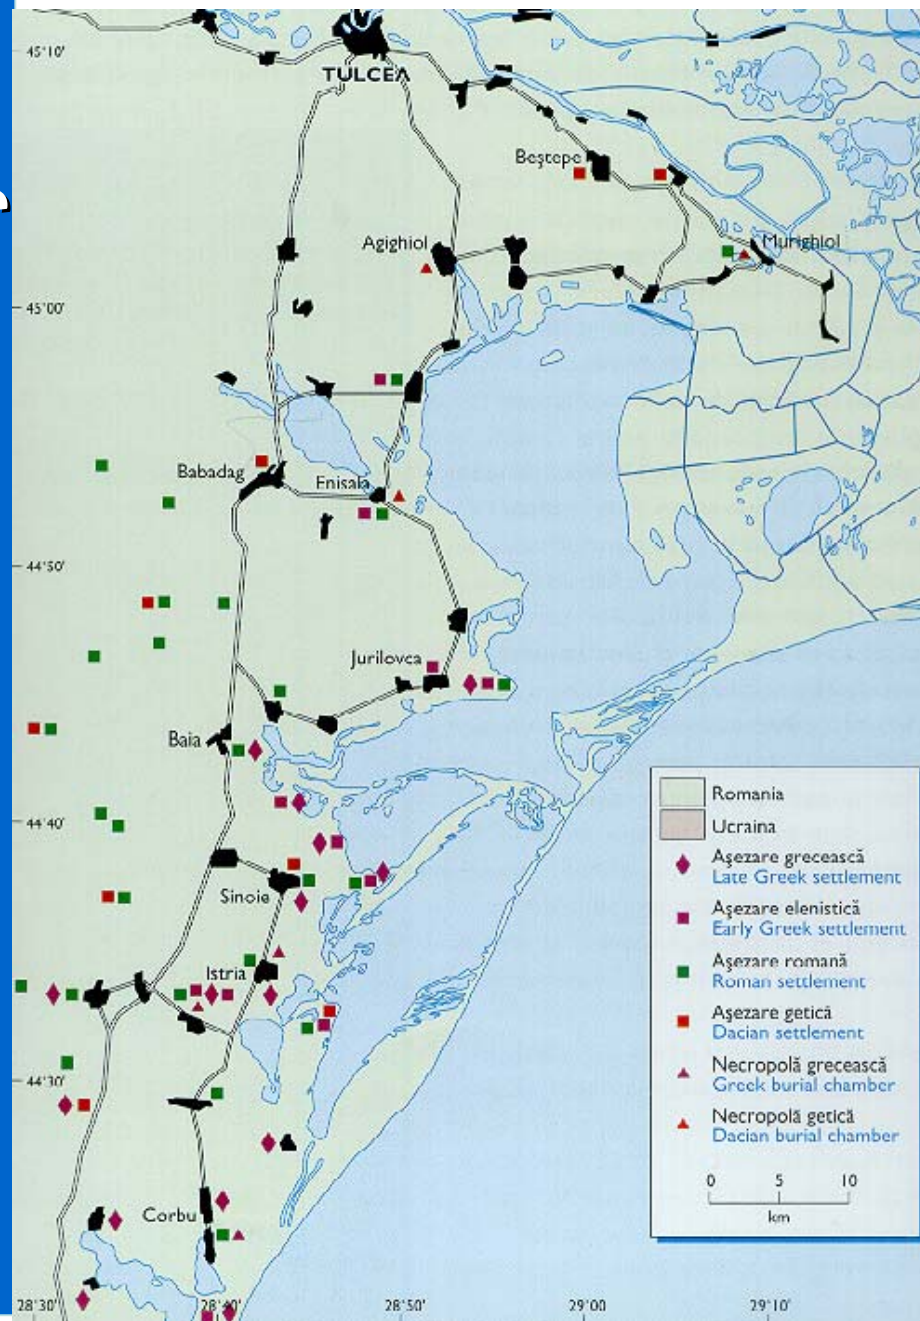 45°10'
TULCEA
Beştepe
Agighiol
Murighiol
45°00'
Babadag
Enisala
44°50'
Jurilovca
Baia
Romania
Ucraina
44°40'
Aşezare grecească
Late Greek settlement
Sinoie
Aşezare elenistică
Early Greek settlement
Istria
Aşezare romană
Roman settlement
Aşezare getică
Dacian settlement
44°30'
Necropolă grecească
Greek burial chamber
Necropolă getică
Dacian burial chamber
0 5 10
km
Corbu
28°30' 28°40' 28°50' 29°00' 29°10'